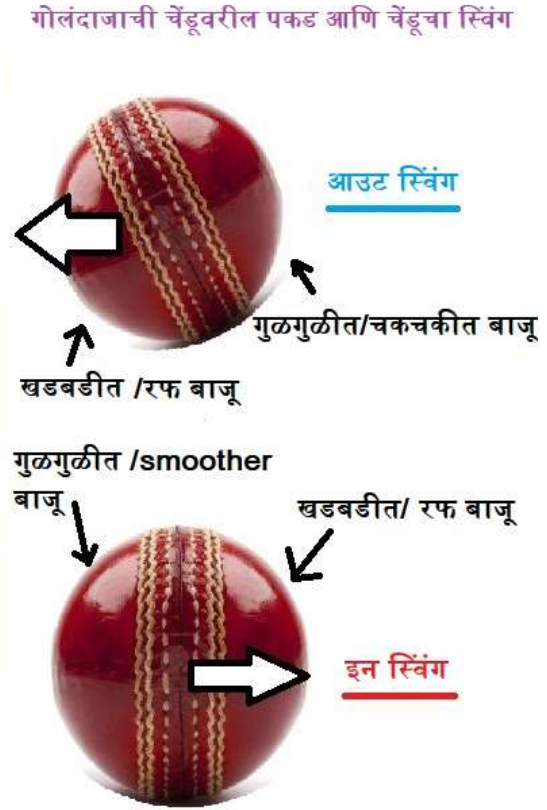 गोलंदाजाची चेंडूवरील पकड आणि चेंडूचा स्विंग
आउट स्विंग
गुळगुळीत/चकचकीत बाजू
खडबडीत /रफ बाजू
गुळगुळीत /smoother
बाजू
खडबडीत/ रफ बाजू
इन स्विंग